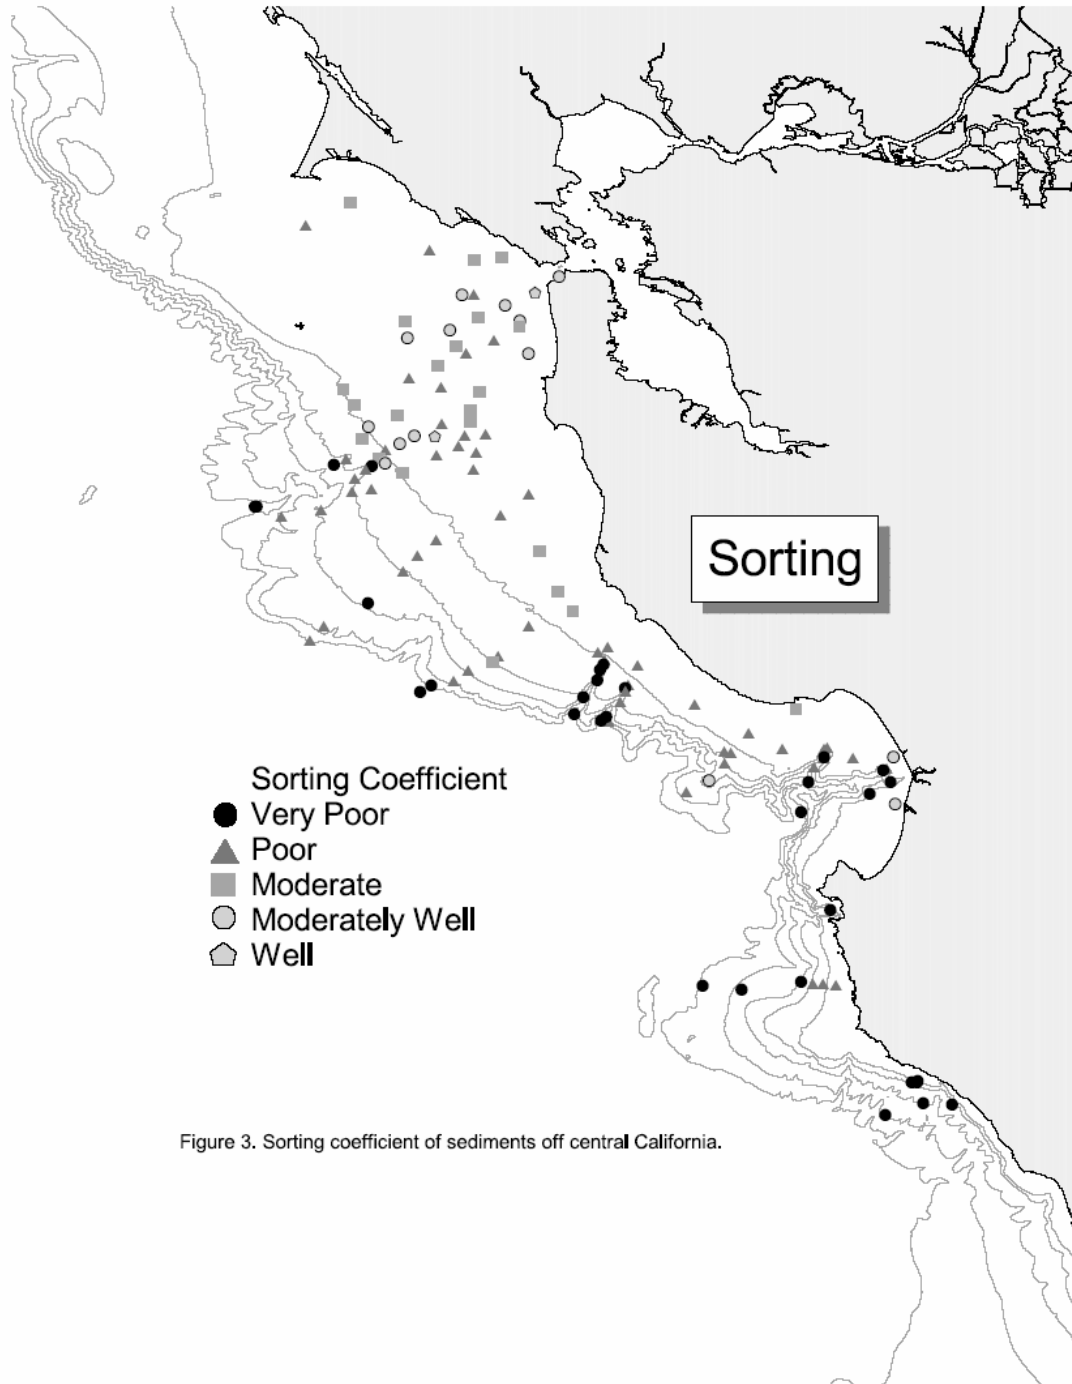 Sorting
Sorting Coefficient
Very Poor
Poor
Moderate
Moderately Well
Well
Figure 3. Sorting coefficient of sediments off central California.